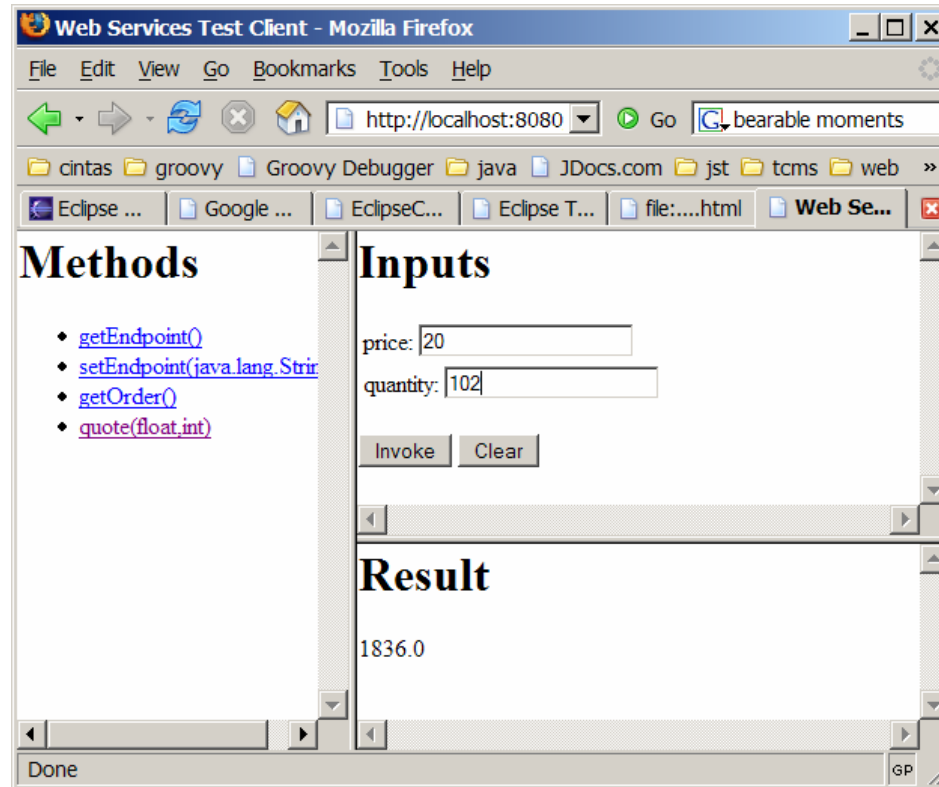 Web Services Test Client - Mozilla Firefox
File Edit View Go Bookmarks Tools Help
http://localhost:8080 Go G bearable moments
cintas groovy Groovy Debugger java JDocs.com jst tcms web »
Eclipse ... Google ... EclipseC... Eclipse T... file:....html Web Se...
Methods
getEndpoint()
setEndpoint(java.lang.Strin
getOrder()
quote(float,int)
Inputs
price: 20
quantity: 102
Invoke Clear
Result
1836.0
Done GP